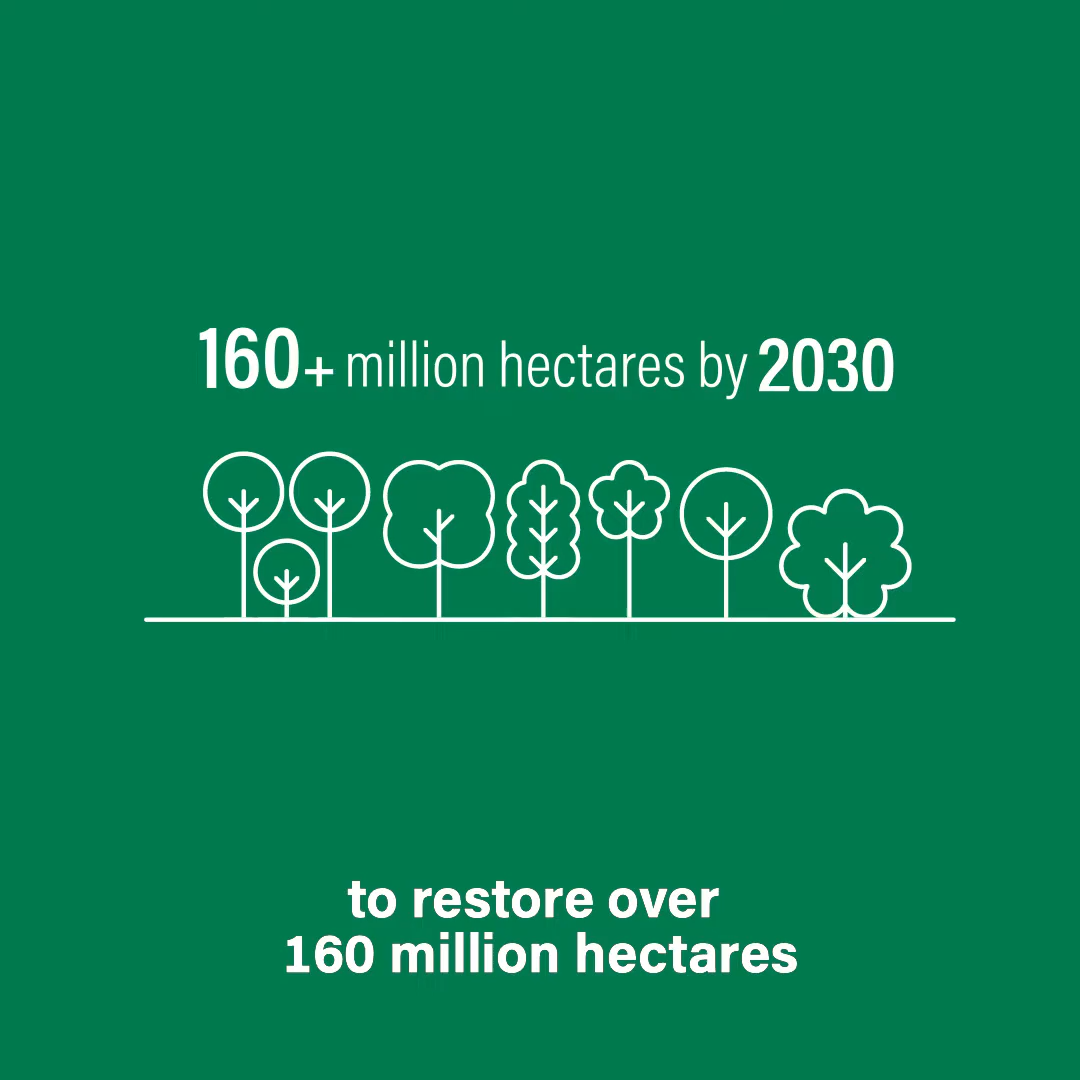 160+ million hectares by 2030
to restore over
160 million hectares